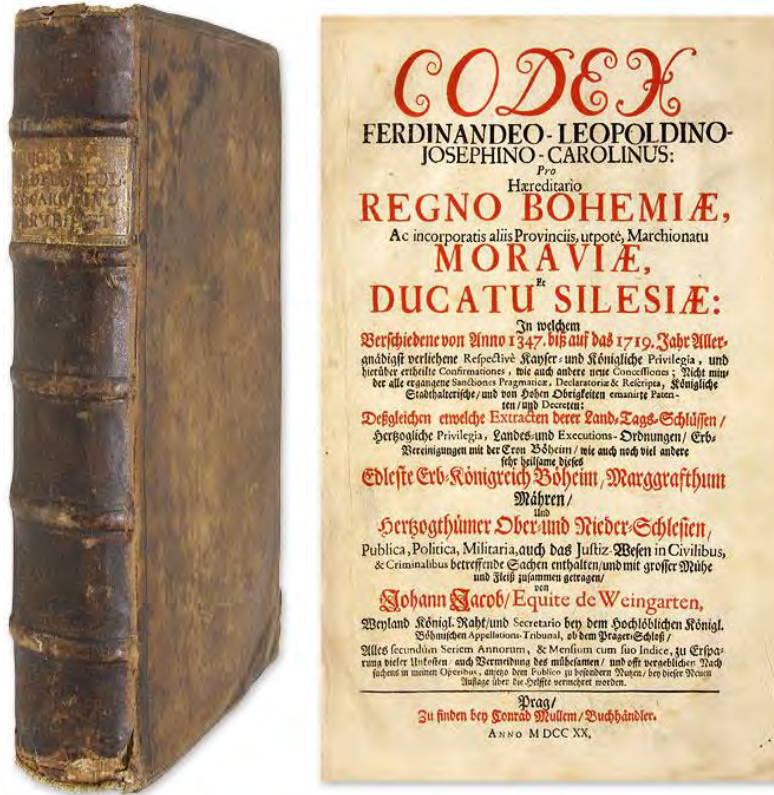 CODEX
FERDINANDEO-LEOPOLDINO-
JOSEPHINO-CAROLINUS:
Pro
Hæreditario
REGNO BOHEMIÆ,
Ac incorporatis aliis Provinciis, utpotè, Marchionatu
MORAVIÆ,
Et
DUCATU SILESIÆ:
In welchem
Verschiedene von Anno 1347. biß auf das 1719. Jahr Aller-
gnädigst verliehene Respectivè Kayser- und Königliche Privilegia, und
hierüber ertheilte Confirmationes, wie auch andere neue Concessiones; Nicht min-
der alle ergangene Sanctiones Pragmaticæ, Declaratoriæ & Rescripta, Königliche
Stadthalterische/ und von Hohen Obrigkeiten emanirte Paten-
ten/ und Decreten:
Deßgleichen etwelche Extracten derer Land-Tags-Schlüssen/
Hertzogliche Privilegia, Landes-und Executions-Ordnungen/ Erb-
Vereinigungen mit der Cron Böheim/ wie auch noch viel andere
sehr heilsame dieses
Edleste Erb-Königreich Böheim/ Marggrafthum
Mähren/
Und
Hertzogthümer Ober-und Nieder-Schlesien,
Publica, Politica, Militaria, auch das Justiz-Wesen in Civilibus,
& Criminalibus betreffende Sachen enthalten/ und mit grosser Mühe
und Fleiß zusammen getragen/
von
Johann Jacob/ Equite de Weingarten,
Weyland Königl. Raht/ und Secretario bey dem Hochlöblichen Königl.
Böhmischen Appellations-Tribunal, ob dem Prager-Schloß/
Alles secundùm Seriem Annorum, & Mensium cum suo Indice, zu Erspa-
rung vieler Unkosten/ auch Vermeidung des mühesamen/ und offt vergeblichen Nach
suchens in meinen Operibus, anjetzo dem Publico zu besondern Nutzen/ bey dieser Neuen
Auflage über die Helffte vermehret worden.
Prag/
Zu finden bey Conrad Mullem/ Buchhändler.
ANNO MDCC XX,